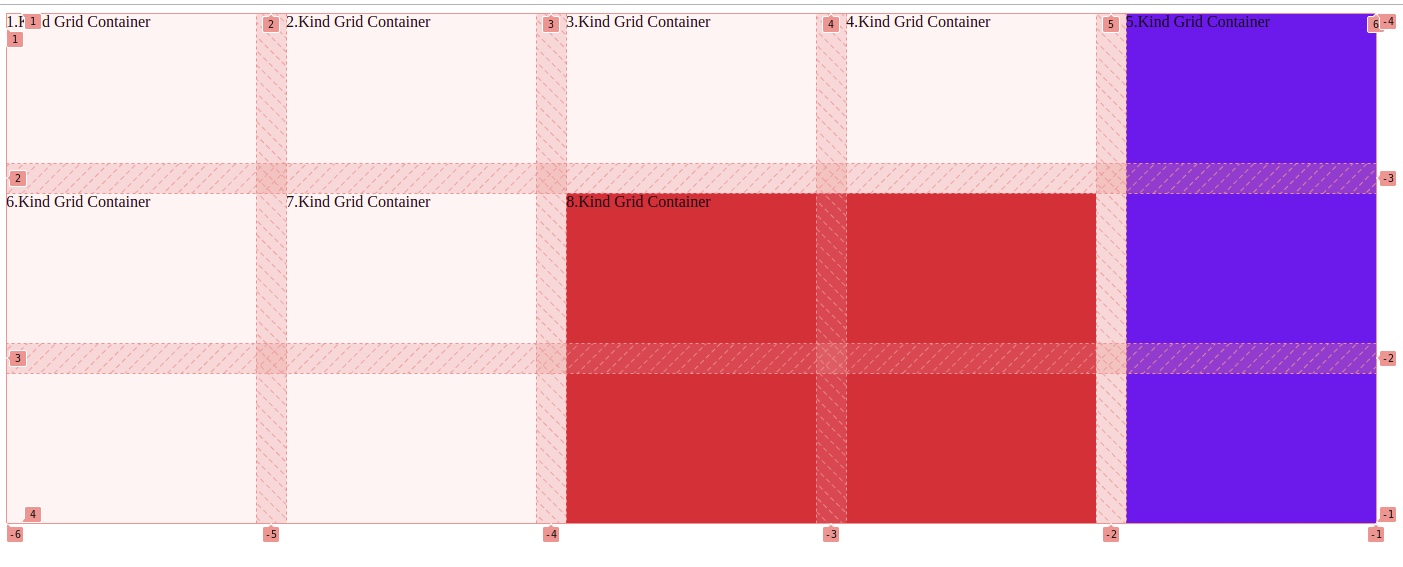 1.Kind Grid Container
2.Kind Grid Container
3.Kind Grid Container
4.Kind Grid Container
5.Kind Grid Container
1 2 3 4 5 6 -4
1
2 -3
6.Kind Grid Container
7.Kind Grid Container
8.Kind Grid Container
3 -2
4 -1
-6 -5 -4 -3 -2 -1